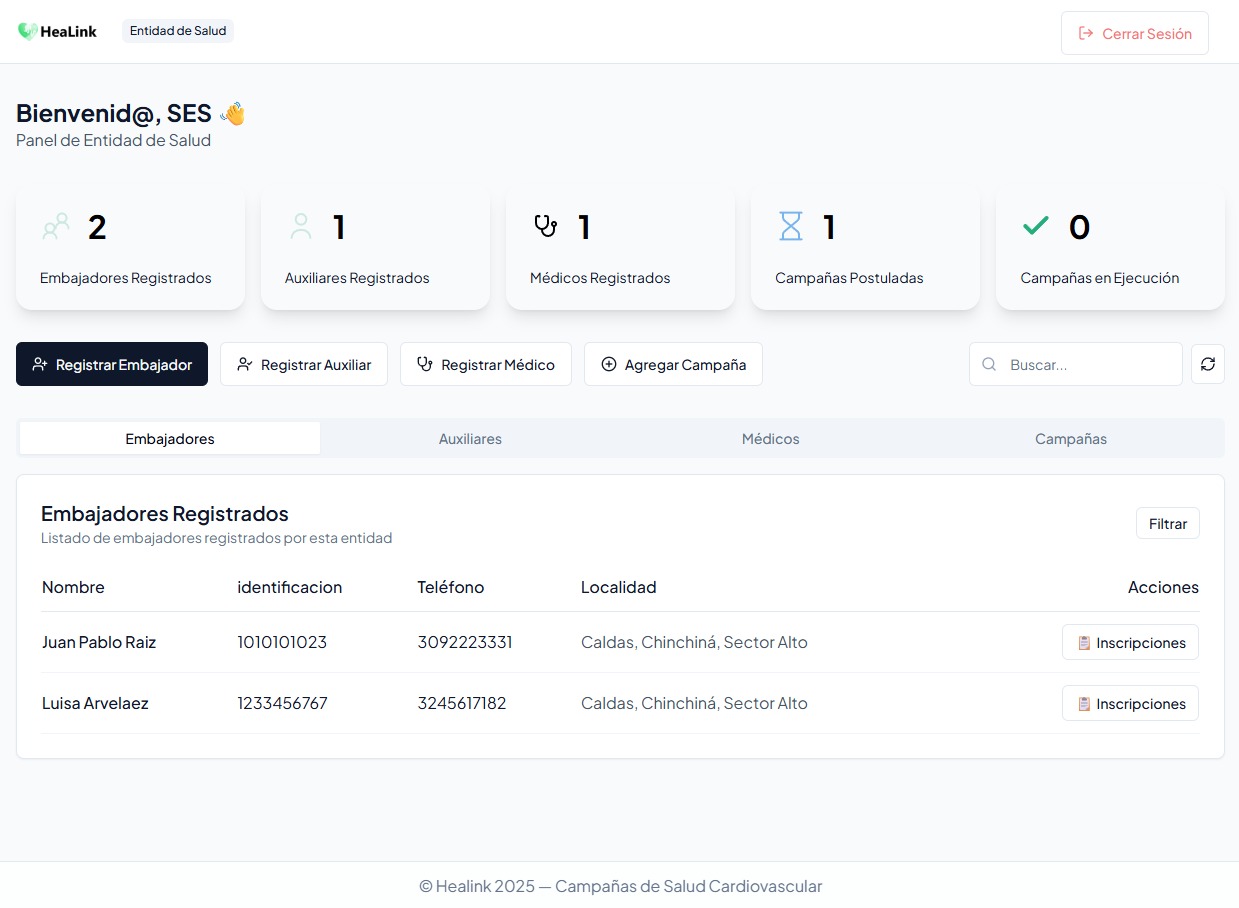 HeaLink
Entidad de Salud
Cerrar Sesión
Bienvenid@, SES 👋
Panel de Entidad de Salud
2
Embajadores Registrados
1
Auxiliares Registrados
1
Médicos Registrados
1
Campañas Postuladas
0
Campañas en Ejecución
Registrar Embajador
Registrar Auxiliar
Registrar Médico
Agregar Campaña
Buscar...
Embajadores
Auxiliares
Médicos
Campañas
Embajadores Registrados
Listado de embajadores registrados por esta entidad
Filtrar
Nombre identificacion Teléfono Localidad Acciones
Juan Pablo Raiz 1010101023 3092223331 Caldas, Chinchiná, Sector Alto 📋 Inscripciones
Luisa Arvelaez 1233456767 3245617182 Caldas, Chinchiná, Sector Alto 📋 Inscripciones
© Healink 2025 — Campañas de Salud Cardiovascular